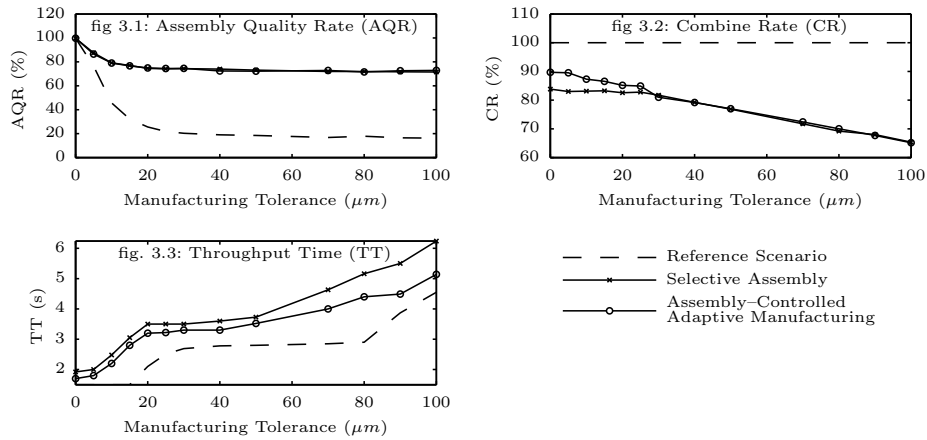 fig 3.1: Assembly Quality Rate (AQR)
100
80
60
40
20
0
AQR (%)
0 20 40 60 80 100
Manufacturing Tolerance (μm)
fig 3.2: Combine Rate (CR)
110
100
90
80
70
60
CR (%)
0 20 40 60 80 100
Manufacturing Tolerance (μm)
fig. 3.3: Throughput Time (TT)
6
5
4
3
2
TT (s)
0 20 40 60 80 100
Manufacturing Tolerance (μm)
Reference Scenario
Selective Assembly
Assembly–Controlled
Adaptive Manufacturing